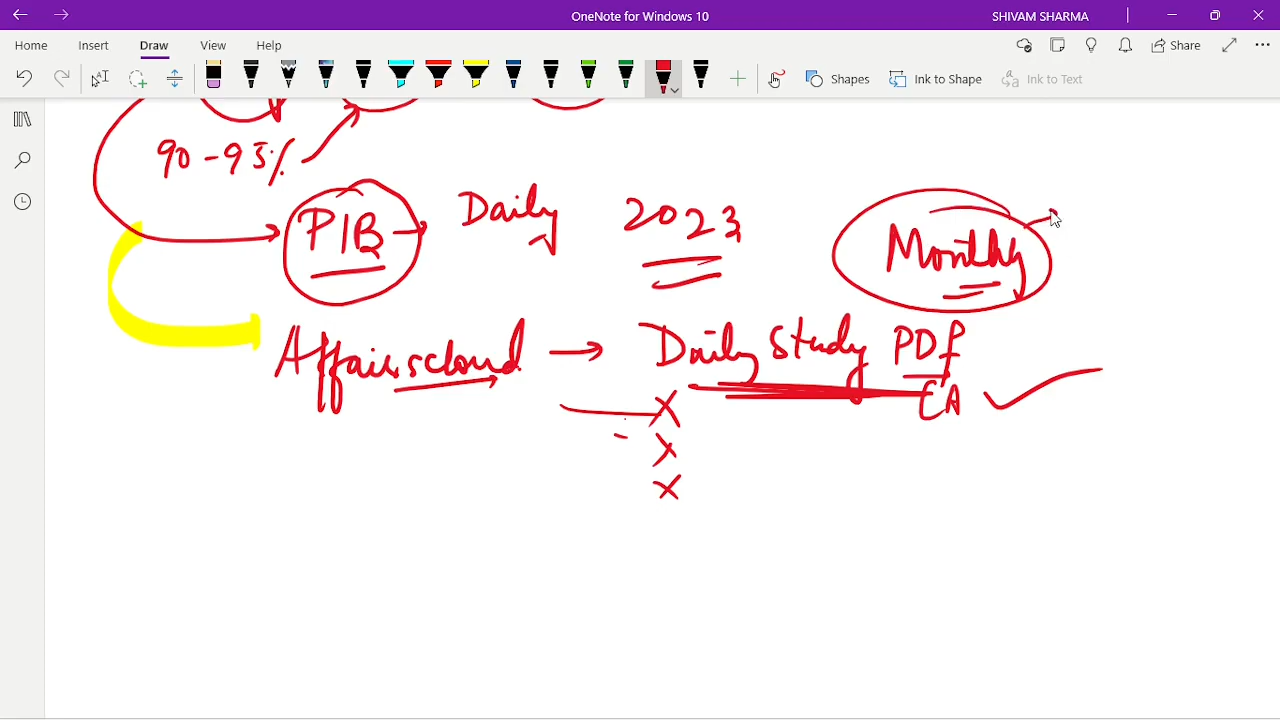 OneNote for Windows 10
SHIVAM SHARMA
Home Insert Draw View Help
Share
Shapes Ink to Shape Ink to Text
90 - 95%
PIB → Daily 2023 Monthly
Affairscloud → Daily Study PDF
X CA ✓
X
X